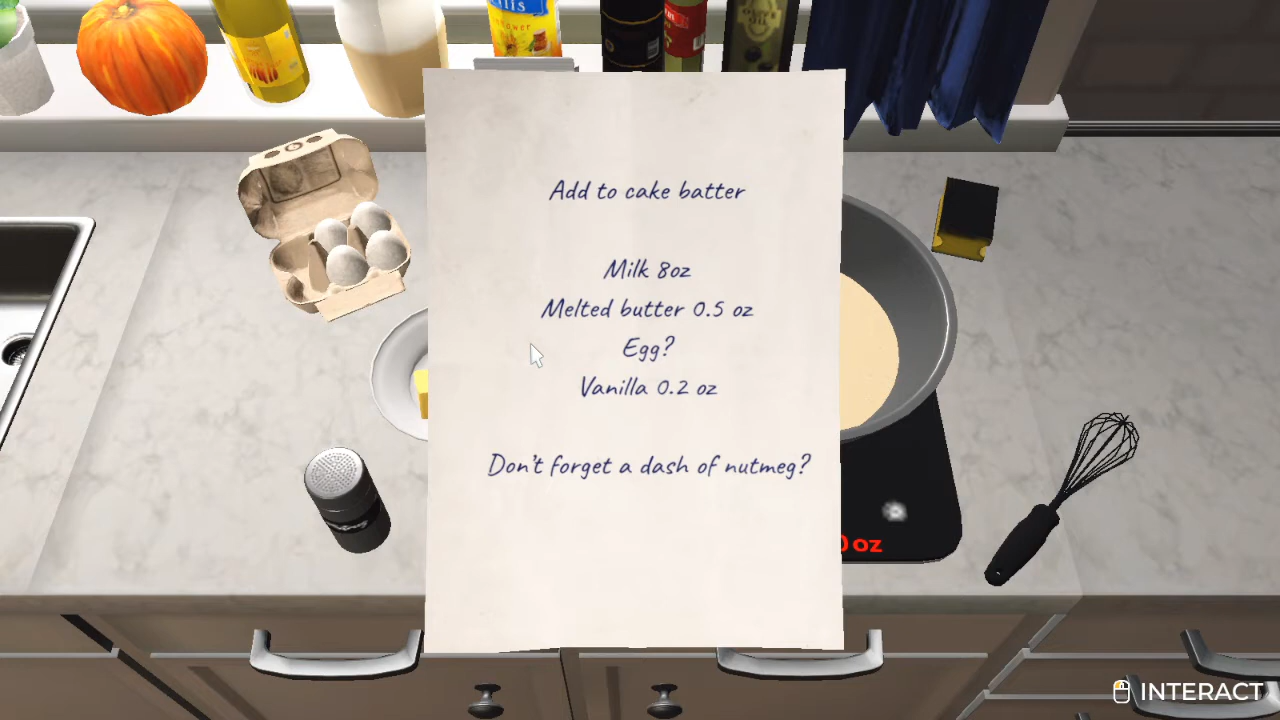 Add to cake batter
Milk 8oz
Melted butter 0.5 oz
Egg?
Vanilla 0.2 oz
Don't forget a dash of nutmeg?
oz
INTERACT